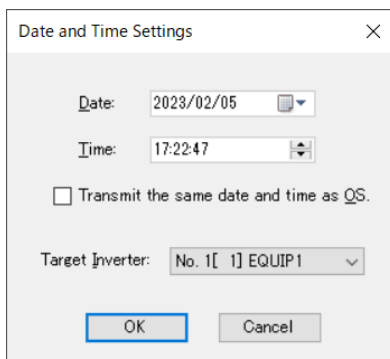 Date and Time Settings
Date: 2023/02/05
Time: 17:22:47
Transmit the same date and time as OS.
Target Inverter: No. 1[ 1] EQUIP1
OK Cancel